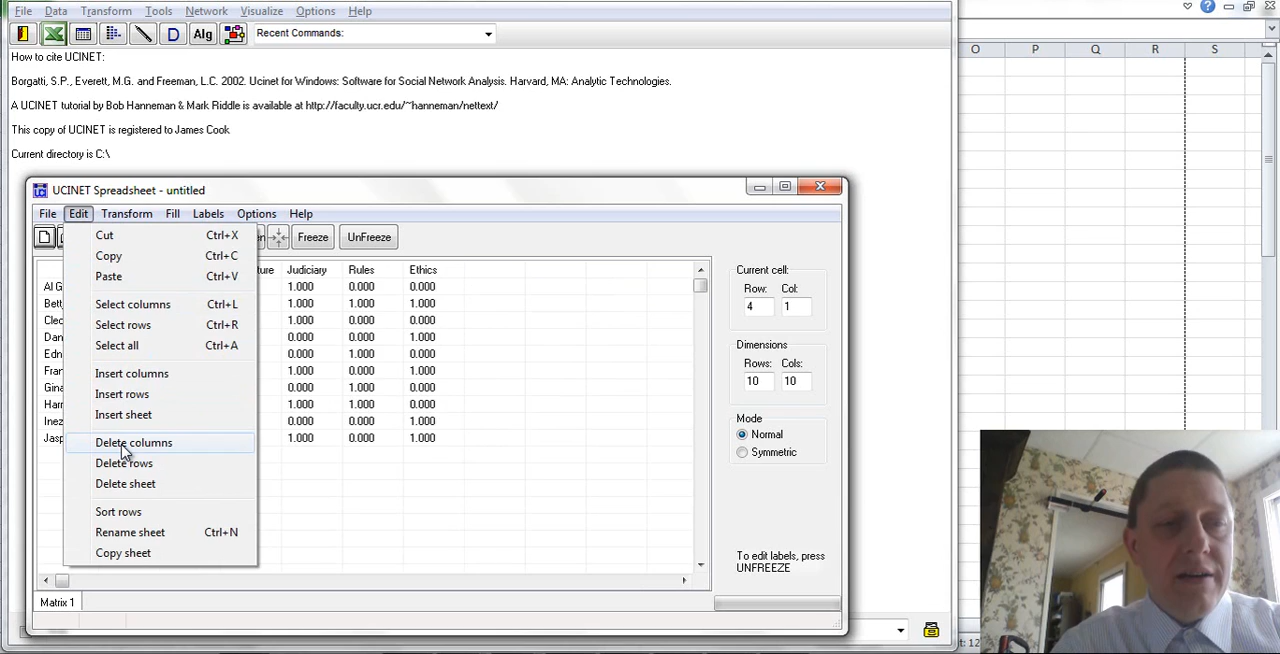 File Data Transform Tools Network Visualize Options Help
D Alg Recent Commands:
How to cite UCINET:
Borgatti, S.P., Everett, M.G. and Freeman, L.C. 2002. Ucinet for Windows: Software for Social Network Analysis. Harvard, MA: Analytic Technologies.
A UCINET tutorial by Bob Hanneman & Mark Riddle is available at http://faculty.ucr.edu/~hanneman/nettext/
This copy of UCINET is registered to James Cook
Current directory is C:\
O P Q R S
UCINET Spreadsheet - untitled
File Edit Transform Fill Labels Options Help
Freeze UnFreeze
Cut Ctrl+X
Copy Ctrl+C
Paste Ctrl+V
Select columns Ctrl+L
Select rows Ctrl+R
Select all Ctrl+A
Insert columns
Insert rows
Insert sheet
Delete columns
Delete rows
Delete sheet
Sort rows
Rename sheet Ctrl+N
Copy sheet
Judiciary Rules Ethics
Al G 1.000 0.000 0.000
1.000 1.000 1.000
1.000 0.000 0.000
0.000 0.000 1.000
0.000 1.000 0.000
1.000 0.000 1.000
0.000 1.000 0.000
1.000 1.000 0.000
0.000 0.000 1.000
1.000 0.000 1.000
Current cell:
Row: Col:
4 1
Dimensions
Rows: Cols:
10 10
Mode
Normal
Symmetric
To edit labels, press
UNFREEZE
Matrix 1